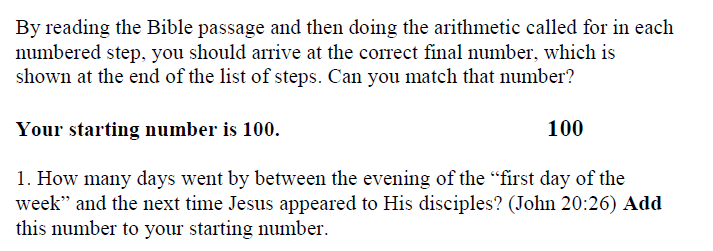 By reading the Bible passage and then doing the arithmetic called for in each
numbered step, you should arrive at the correct final number, which is
shown at the end of the list of steps. Can you match that number?
Your starting number is 100. 100
1. How many days went by between the evening of the “first day of the
week” and the next time Jesus appeared to His disciples? (John 20:26) Add
this number to your starting number.